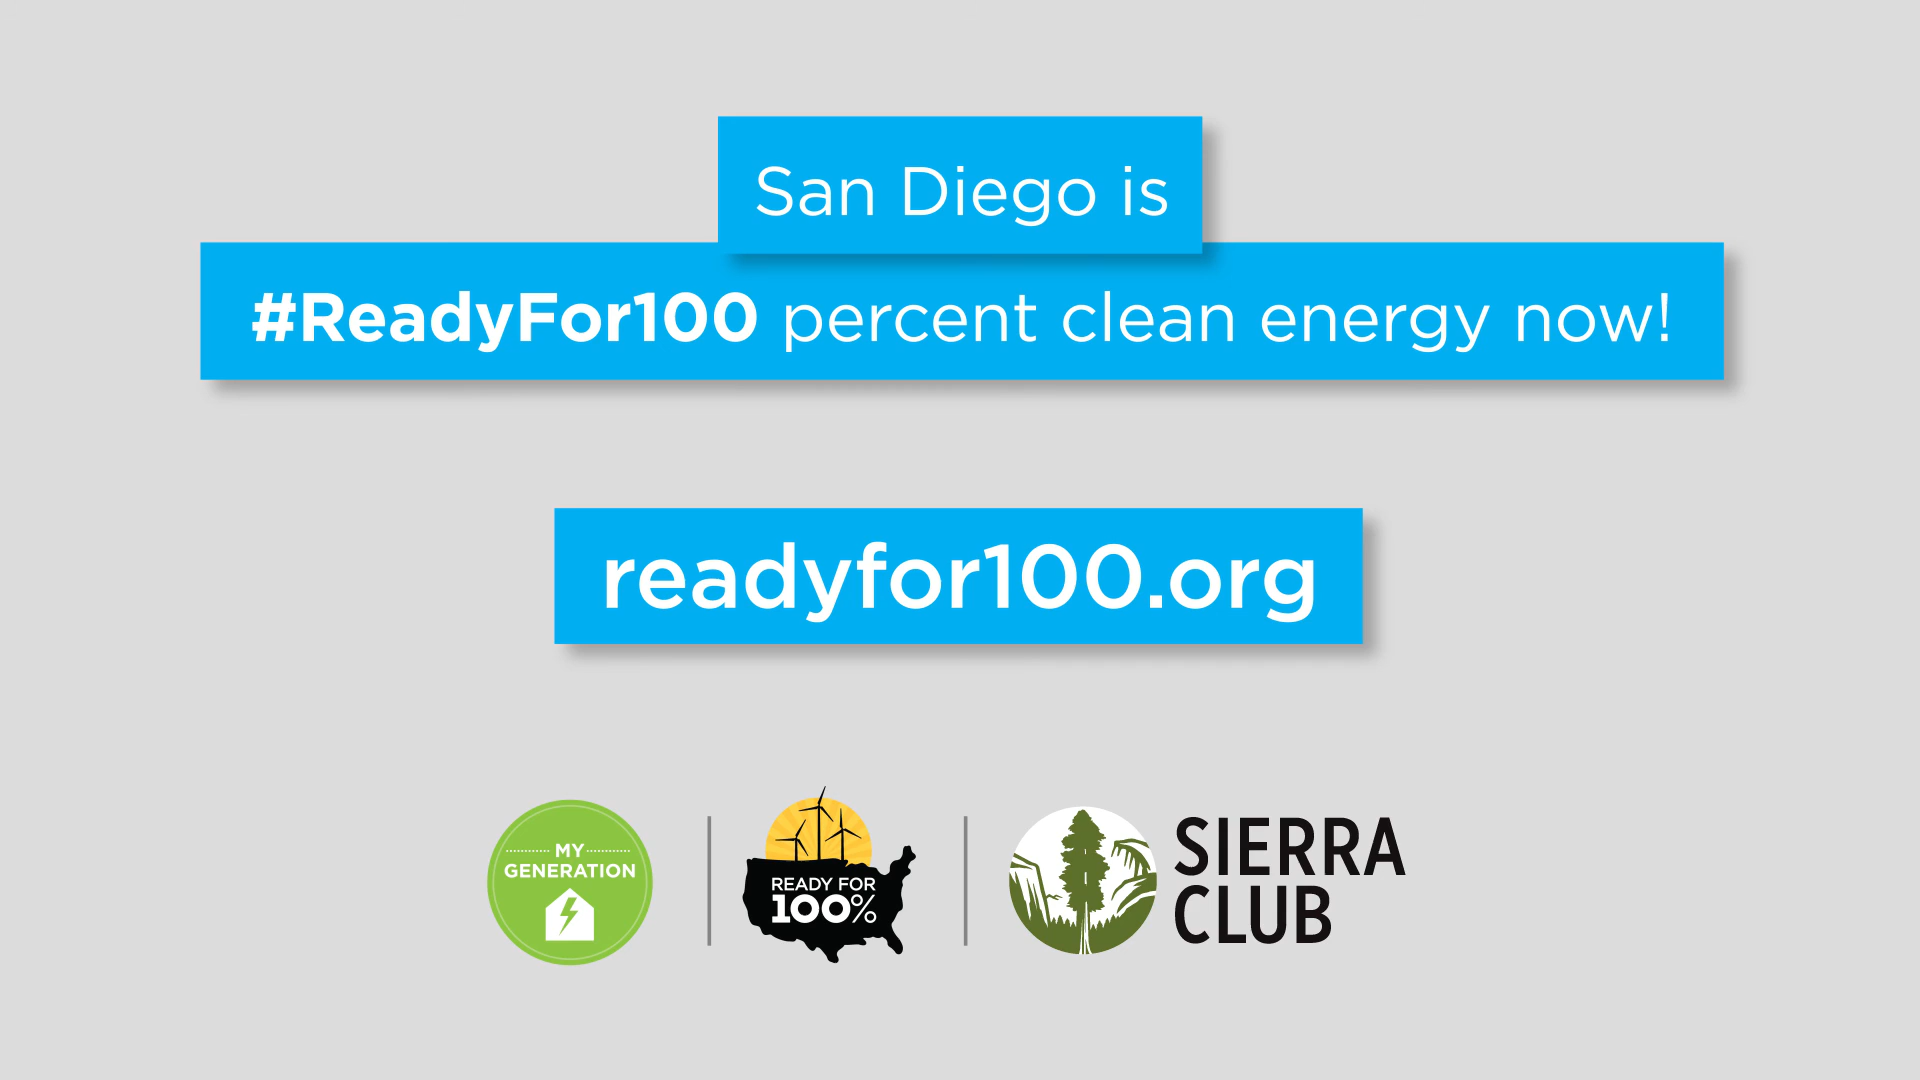 San Diego is
#ReadyFor100 percent clean energy now!
readyfor100.org
MY
GENERATION
READY FOR
100%
SIERRA
CLUB